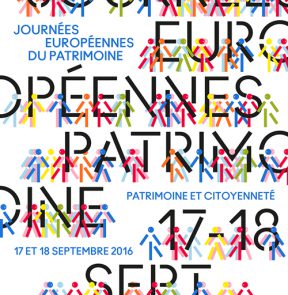 JOURNÉES
EUROPÉENNES
DU PATRIMOINE
EURO
OPÉENNES
PATRIMO
OINE
PATRIMOINE ET CITOYENNETÉ
17-18
17 ET 18 SEPTEMBRE 2016
SEPT